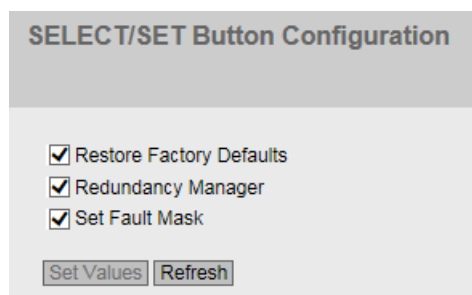 SELECT/SET Button Configuration
Restore Factory Defaults
Redundancy Manager
Set Fault Mask
Set Values Refresh